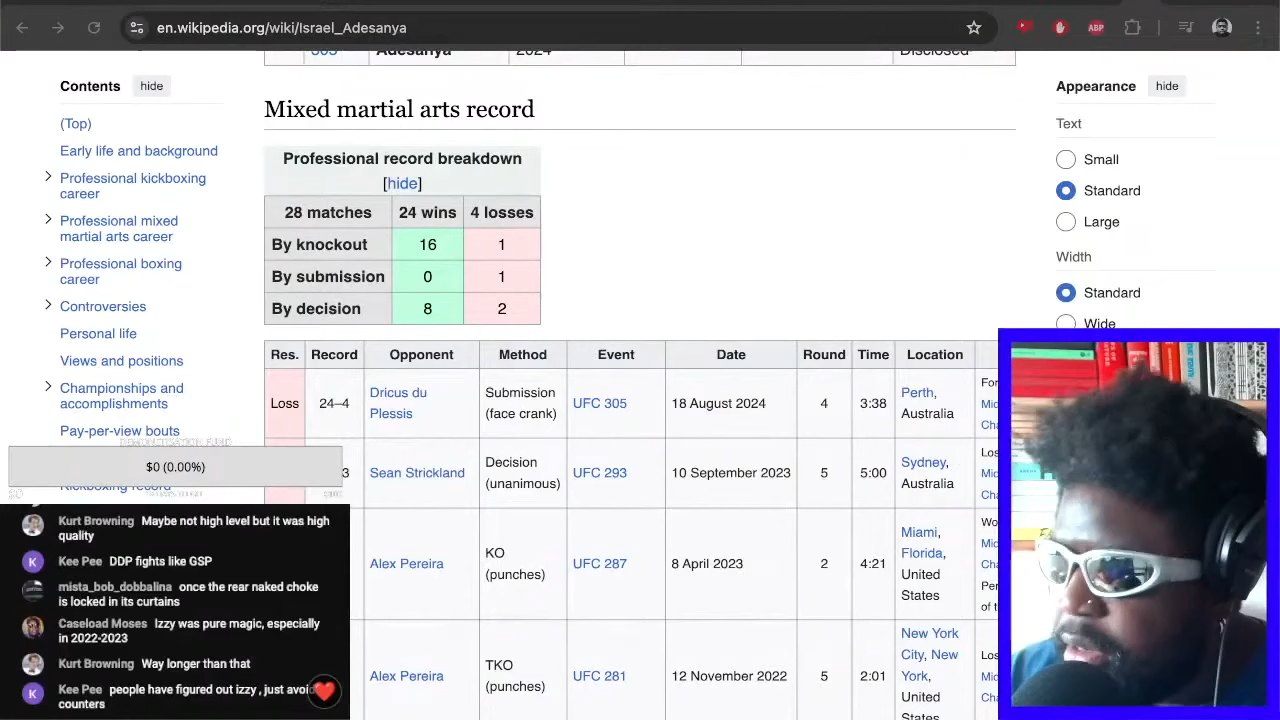 en.wikipedia.org/wiki/Israel_Adesanya
ABP
305
Adesanya
2024
Disclosed
Contents
hide
(Top)
Early life and background
Professional kickboxing
career
Professional mixed
martial arts career
Professional boxing
career
Controversies
Personal life
Views and positions
Championships and
accomplishments
Pay-per-view bouts
Kickboxing record
Mixed martial arts record
Professional record breakdown
[hide]
28 matches 24 wins 4 losses
By knockout 16 1
By submission 0 1
By decision 8 2
Res. Record Opponent Method Event Date Round Time Location
Loss 24–4 Dricus du
Plessis Submission
(face crank) UFC 305 18 August 2024 4 3:38 Perth,
Australia
3 Sean Strickland Decision
(unanimous) UFC 293 10 September 2023 5 5:00 Sydney,
Australia
Alex Pereira KO
(punches) UFC 287 8 April 2023 2 4:21 Miami,
Florida,
United
States
Alex Pereira TKO
(punches) UFC 281 12 November 2022 5 2:01 New York
City, New
York,
United
States
Appearance
hide
Text
Small
Standard
Large
Width
Standard
Wide
$0 (0.00%)
Kurt Browning Maybe not high level but it was high
quality
K Kee Pee DDP fights like GSP
mista_bob_dobbalina once the rear naked choke
is locked in its curtains
Caseload Moses Izzy was pure magic, especially
in 2022-2023
Kurt Browning Way longer than that
K Kee Pee people have figured out izzy , just avoid
counters